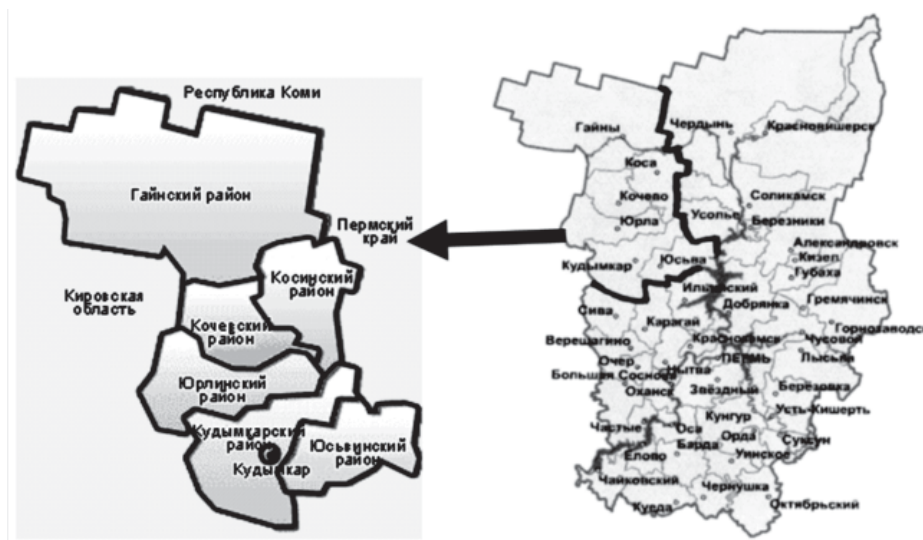 Республика Коми
Гайнский район
Пермский
край
Косинский
район
Кировская
область
Кочевский
район
Юрлинский
район
Кудымкарский
район
Юсьвинский
район
Кудымкар
Гайны
Чердынь
Красновишерск
Коса
Кочево
Соликамск
Усолье
Березники
Юрла
Александровск
Кизел
Губаха
Кудымкар
Юсьва
Ильинский
Добрянка
Гремячинск
Сива
Карагай
Горнозаводск
Верещагино
Краснокамск
Чусовой
Очер
ПЕРМЬ
Лысьва
Большая Соснова
Нытва
Оханск
Звёздный
Берёзовка
Частые
Оса
Кунгур
Усть-Кишерть
Барда
Орда
Суксун
Елово
Уинское
Чайковский
Чернушка
Куеда
Октябрьский